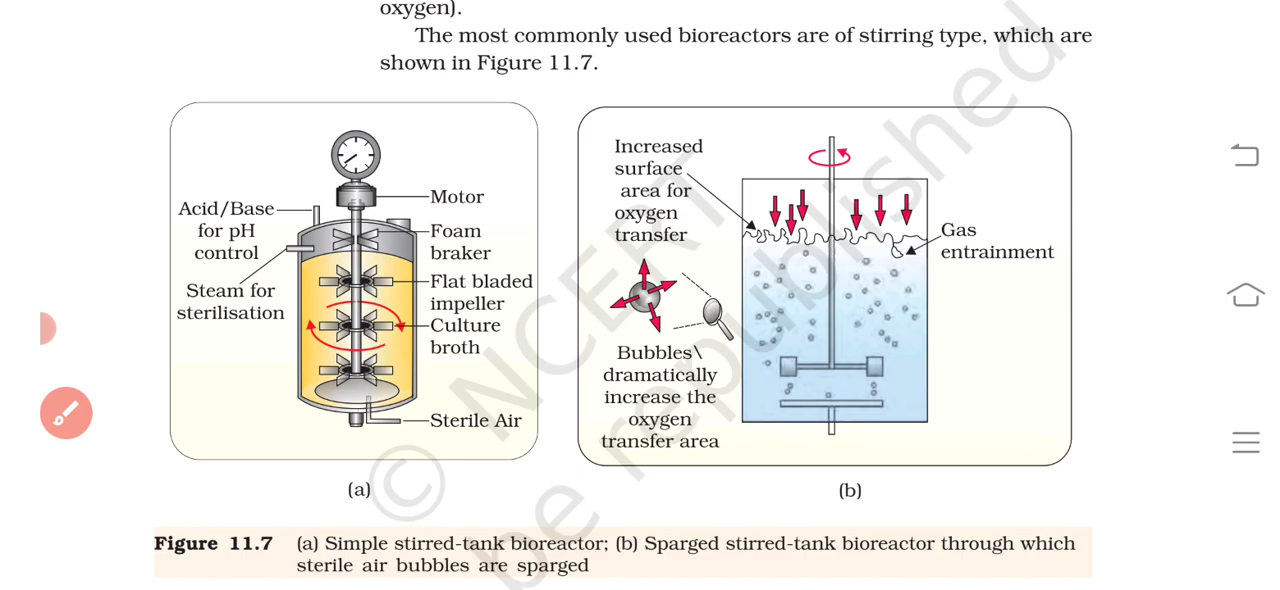 oxygen).
The most commonly used bioreactors are of stirring type, which are
shown in Figure 11.7.
Acid/Base
for pH
control
Steam for
sterilisation
Motor
Foam
braker
Flat bladed
impeller
Culture
broth
Sterile Air
(a)
Increased
surface
area for
oxygen
transfer
Gas
entrainment
Bubbles\
dramatically
increase the
oxygen
transfer area
(b)
© NCERT
be republished
Figure 11.7 (a) Simple stirred-tank bioreactor; (b) Sparged stirred-tank bioreactor through which
sterile air bubbles are sparged